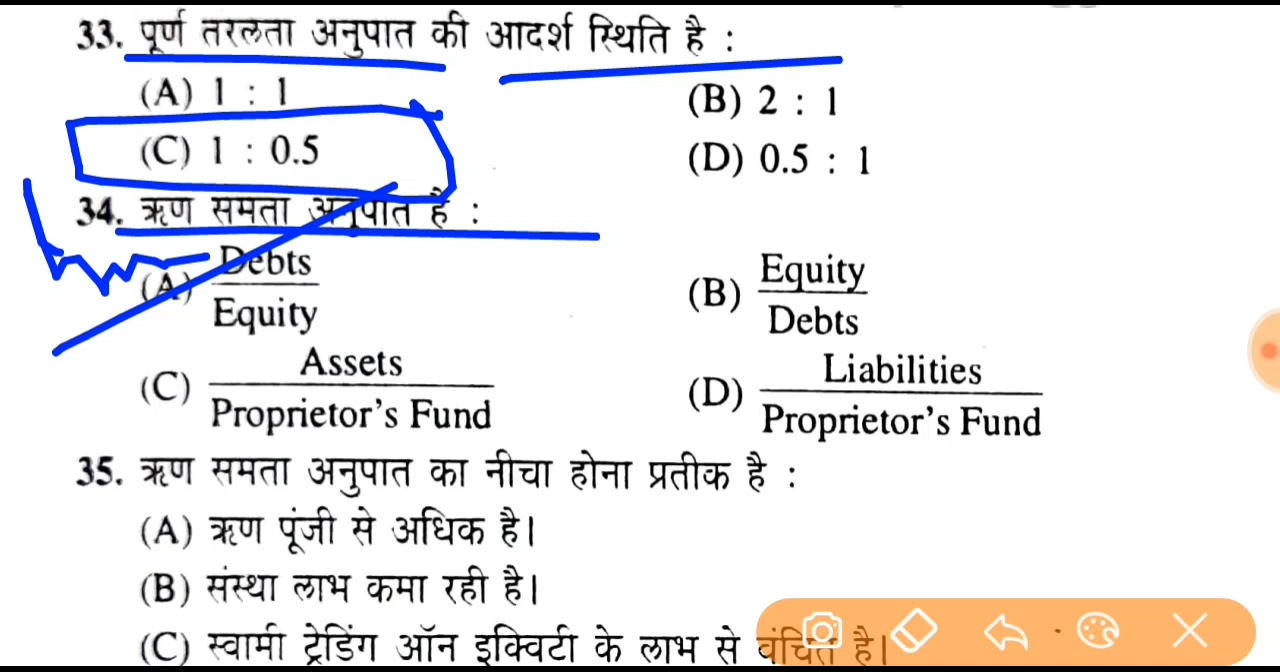 33. पूर्ण तरलता अनुपात की आदर्श स्थिति है :
(A) 1 : 1 (B) 2 : 1
(C) 1 : 0.5 (D) 0.5 : 1
34. ऋण समता अनुपात है :
(A) Debts / Equity (B) Equity / Debts
(C) Assets / Proprietor's Fund (D) Liabilities / Proprietor's Fund
35. ऋण समता अनुपात का नीचा होना प्रतीक है :
(A) ऋण पूंजी से अधिक है।
(B) संस्था लाभ कमा रही है।
(C) स्वामी ट्रेडिंग ऑन इक्विटी के लाभ से वंचित है।